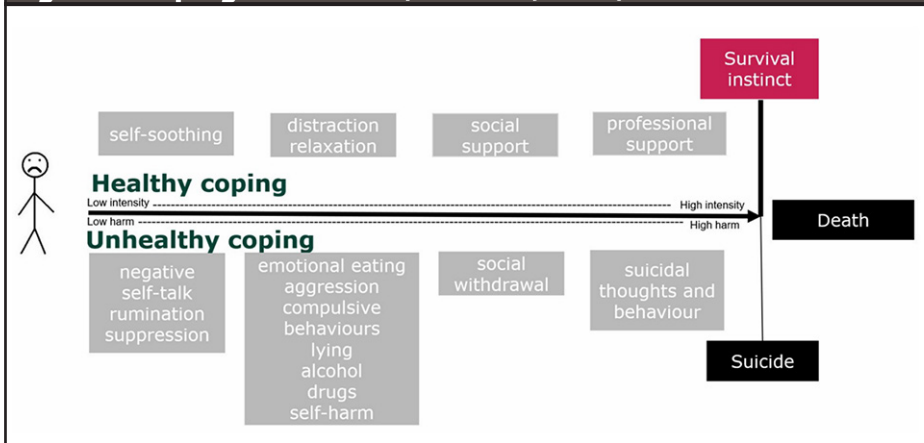 Survival
instinct
self-soothing
distraction
relaxation
social
support
professional
support
Healthy coping
Low intensity
High intensity
Low harm
High harm
Unhealthy coping
Death
negative
self-talk
rumination
suppression
emotional eating
aggression
compulsive
behaviours
lying
alcohol
drugs
self-harm
social
withdrawal
suicidal
thoughts and
behaviour
Suicide